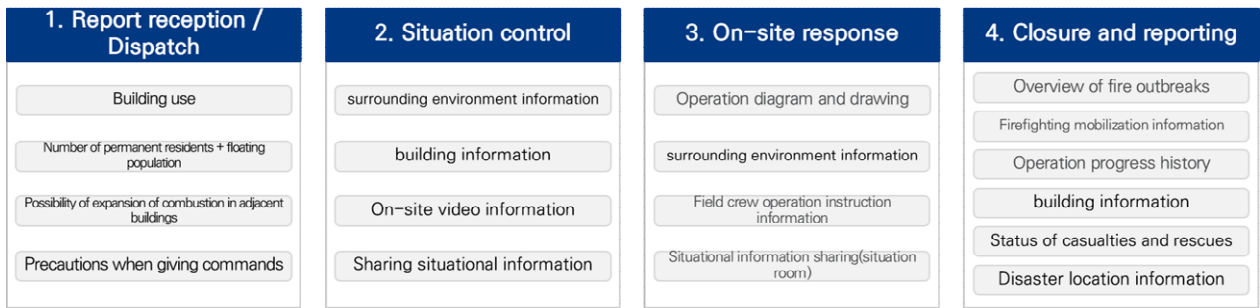 1. Report reception /
Dispatch
Building use
Number of permanent residents + floating
population
Possibility of expansion of combustion in adjacent
buildings
Precautions when giving commands
2. Situation control
surrounding environment information
building information
On-site video information
Sharing situational information
3. On-site response
Operation diagram and drawing
surrounding environment information
Field crew operation instruction
information
Situational information sharing(situation
room)
4. Closure and reporting
Overview of fire outbreaks
Firefighting mobilization information
Operation progress history
building information
Status of casualties and rescues
Disaster location information